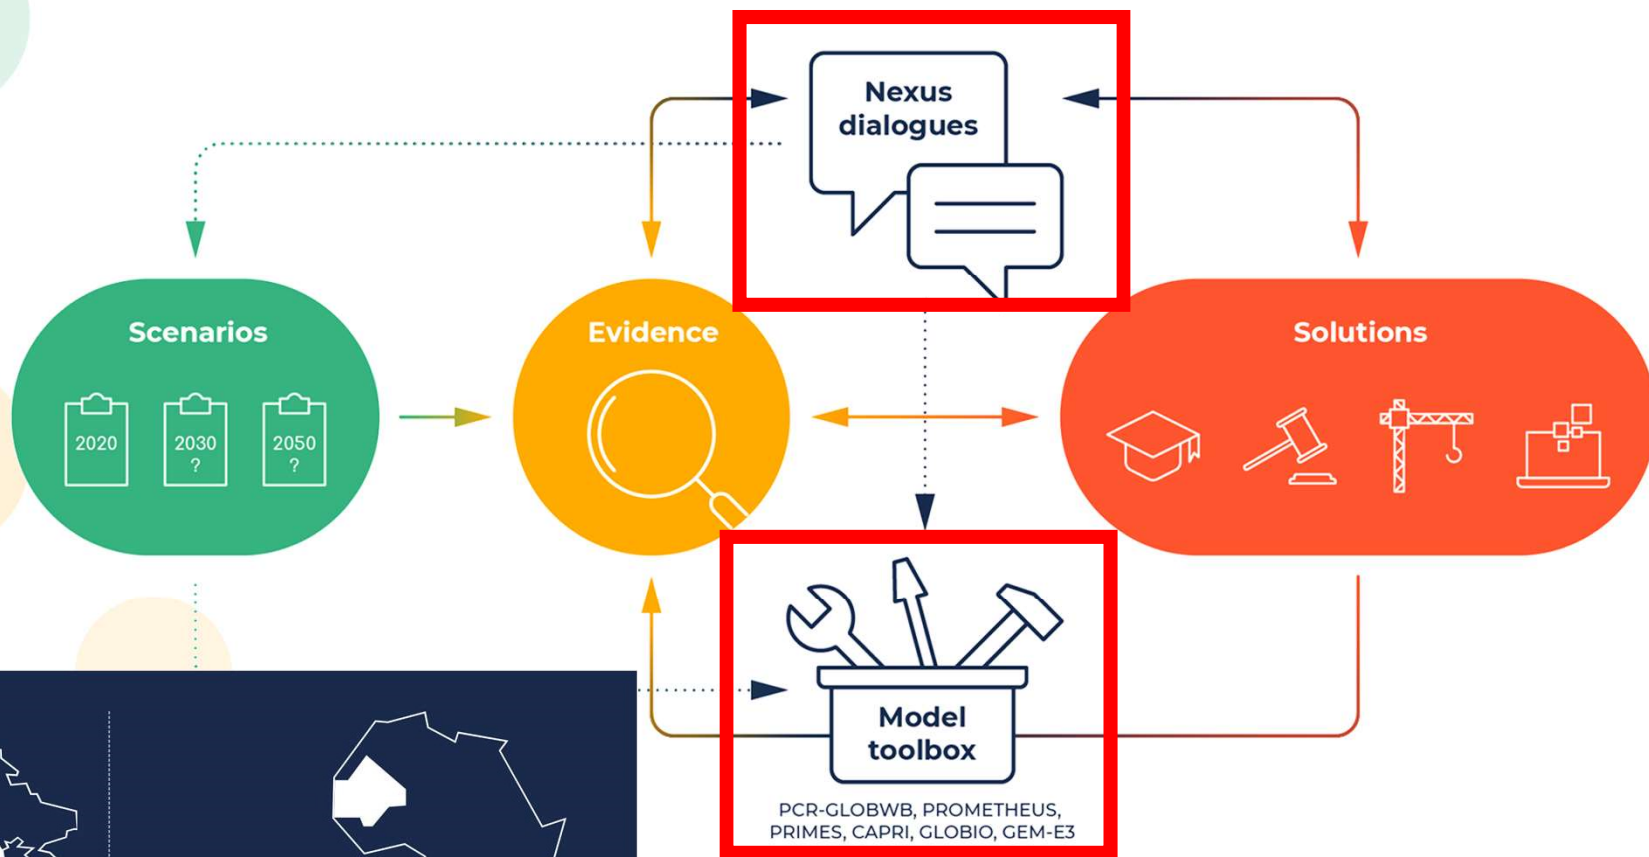 Nexus
dialogues
Scenarios
2020
2030
?
2050
?
Evidence
Solutions
Model
toolbox
PCR-GLOBWB, PROMETHEUS,
PRIMES, CAPRI, GLOBIO, GEM-E3